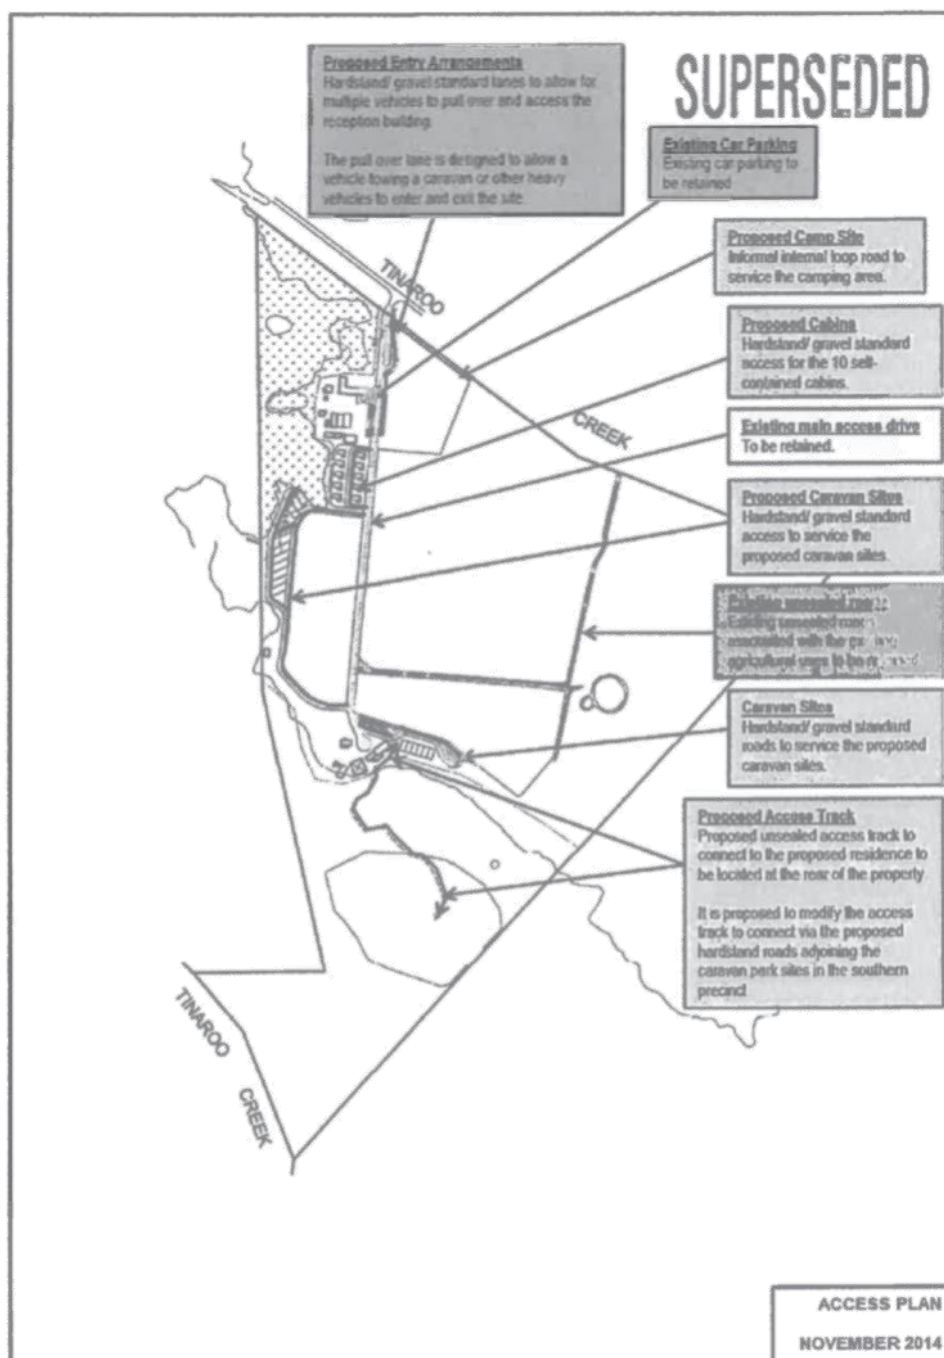 Proposed Entry Arrangements
Hardstand/ gravel standard lanes to allow for
multiple vehicles to pull over and access the
reception building.
The pull over lane is designed to allow a
vehicle towing a caravan or other heavy
vehicles to enter and exit the site.
SUPERSEDED
Existing Car Parking
Existing car parking to
be retained
Proposed Camp Site
Informal internal loop road to
service the camping area.
TINAROO
Proposed Cabins
Hardstand/ gravel standard
access for the 10 self-
contained cabins.
CREEK
Existing main access drive
To be retained.
Proposed Caravan Sites
Hardstand/ gravel standard
access to service the
proposed caravan sites.
Existing unsealed
Existing unsealed
associated with the
agricultural uses to be
Caravan Sites
Hardstand/ gravel standard
roads to service the proposed
caravan sites.
Proposed Access Track
Proposed unsealed access track to
connect to the proposed residence to
be located at the rear of the property
It is proposed to modify the access
track to connect via the proposed
hardstand roads adjoining the
caravan park sites in the southern
precinct
TINAROO
CREEK
ACCESS PLAN
NOVEMBER 2014